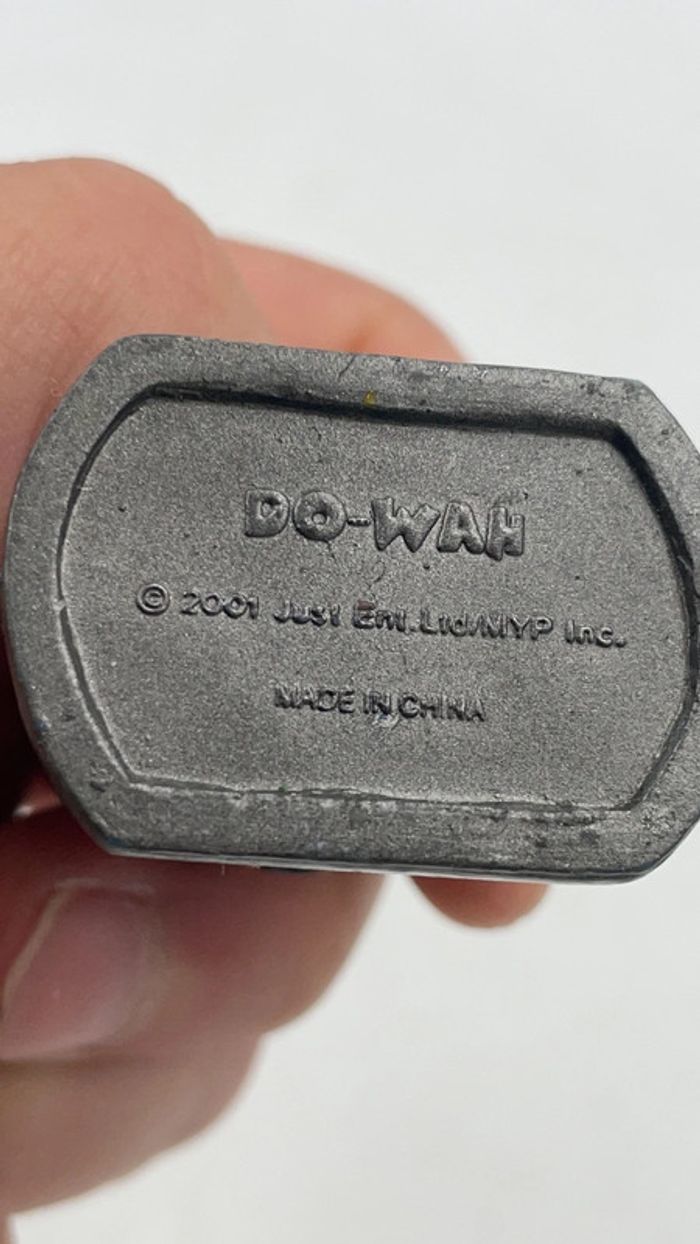 DO-WAH
© 2001 Just Ent.Ltd/MYP Inc.
MADE IN CHINA